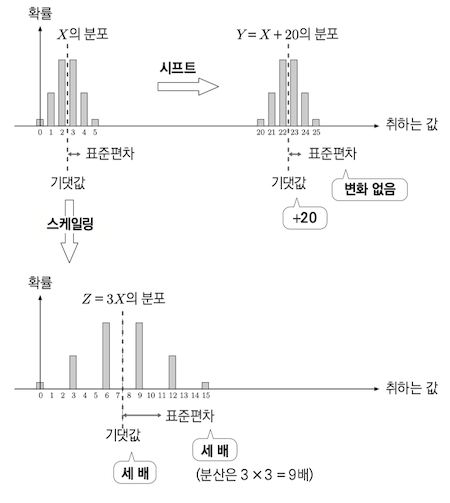 확률
X의 분포
Y = X + 20의 분포
시프트
취하는 값
0 1 2 3 4 5
20 21 22 23 24 25
표준편차
표준편차
기댓값
기댓값
변화 없음
+20
스케일링
확률
Z = 3X의 분포
취하는 값
0 1 2 3 4 5 6 7 8 9 10 11 12 13 14 15
표준편차
기댓값
세 배
세 배
(분산은 3 × 3 = 9배)